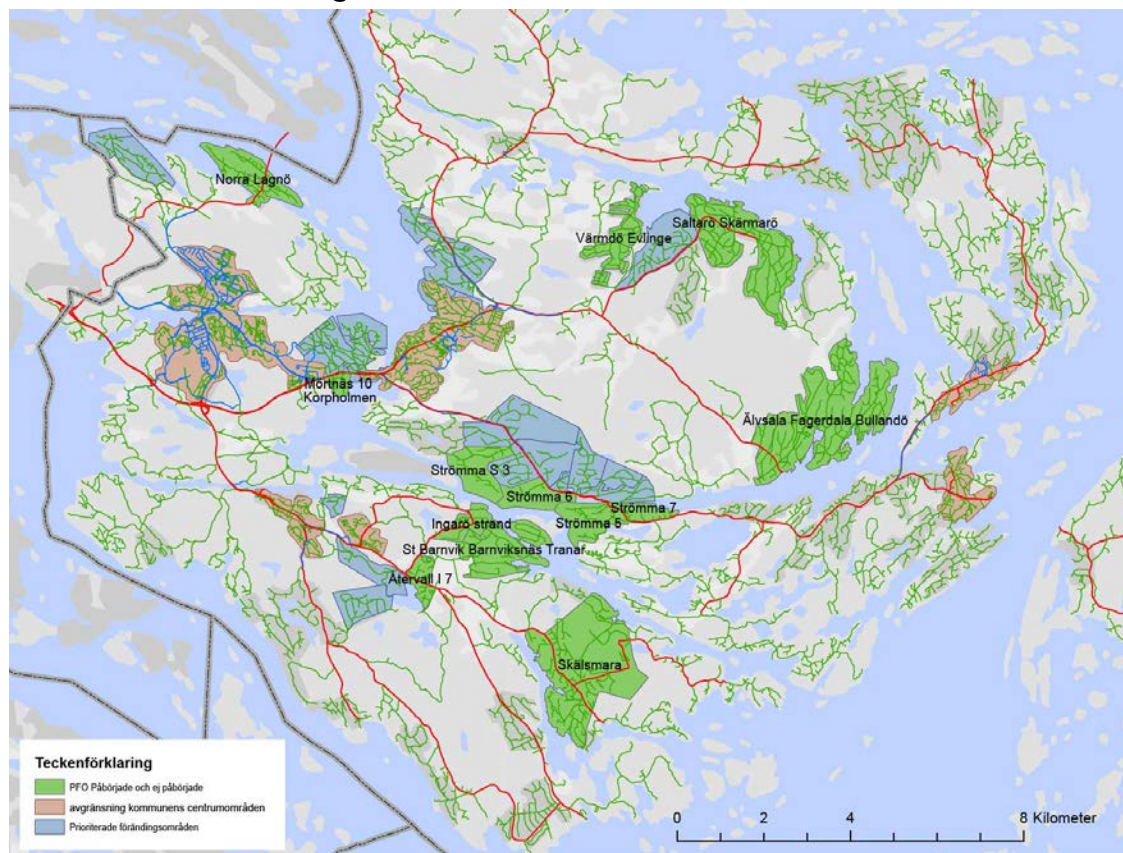 Norra Lagnö
Värmdö Evlinge
Saltarö Skärmarö
Mörtnäs 10
Korpholmen
Älvsala Fagerdala Bullandö
Strömma S 3
Strömma 6
Strömma 7
Ingarö strand
Strömma 5
St Barnvik Barnviksnäs Tranar
Återvall I 7
Skälsmara
Teckenförklaring
PFO Påbörjade och ej påbörjade
avgränsning kommunens centrumområden
Prioriterade förändingsområden
0 2 4 8 Kilometer